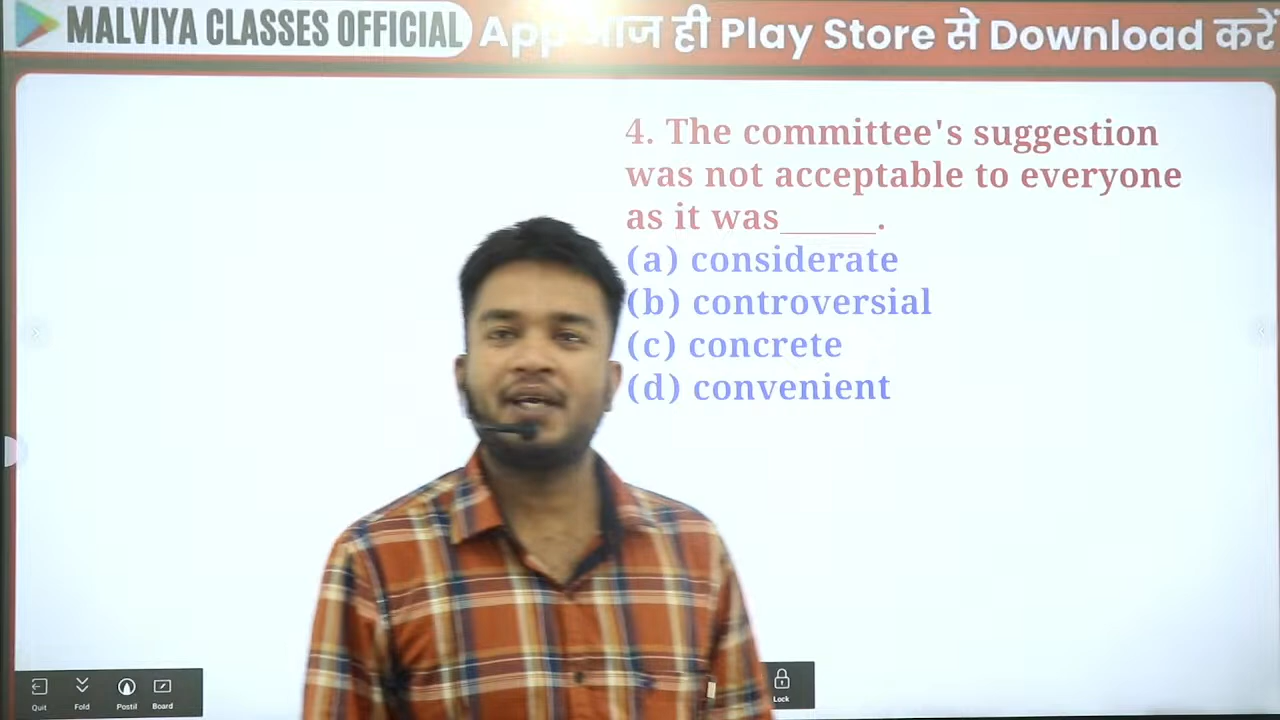 MALVIYA CLASSES OFFICIAL App आज ही Play Store से Download करें
4. The committee's suggestion
was not acceptable to everyone
as it was_____.
(a) considerate
(b) controversial
(c) concrete
(d) convenient
Quit Fold Postil Board Lock